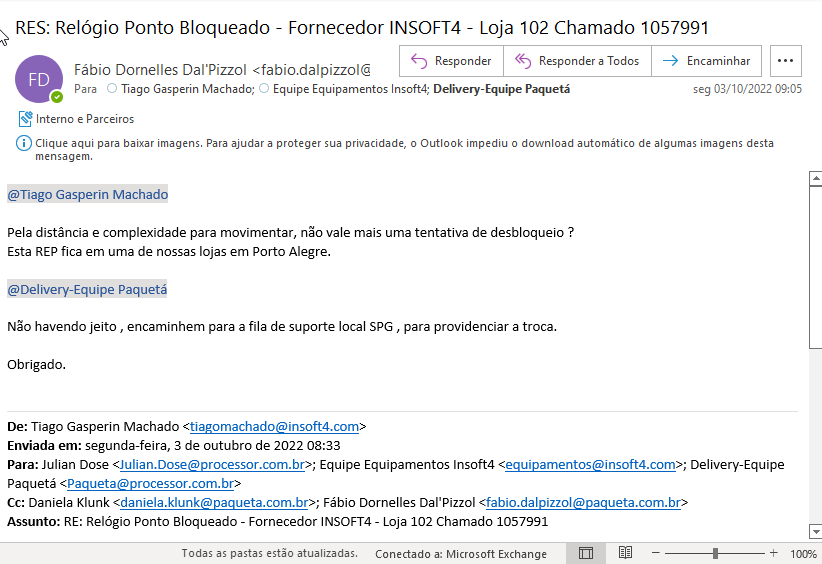 RES: Relógio Ponto Bloqueado - Fornecedor INSOFT4 - Loja 102 Chamado 1057991
FD
Fábio Dornelles Dal'Pizzol <fabio.dalpizzol@
Responder
Responder a Todos
Encaminhar
Para Tiago Gasperin Machado; Equipe Equipamentos Insoft4; Delivery-Equipe Paquetá
seg 03/10/2022 09:05
Interno e Parceiros
Clique aqui para baixar imagens. Para ajudar a proteger sua privacidade, o Outlook impediu o download automático de algumas imagens desta
mensagem.
@Tiago Gasperin Machado
Pela distância e complexidade para movimentar, não vale mais uma tentativa de desbloqueio ?
Esta REP fica em uma de nossas lojas em Porto Alegre.
@Delivery-Equipe Paquetá
Não havendo jeito , encaminhem para a fila de suporte local SPG , para providenciar a troca.
Obrigado.
De: Tiago Gasperin Machado <tiagomachado@insoft4.com>
Enviada em: segunda-feira, 3 de outubro de 2022 08:33
Para: Julian Dose <Julian.Dose@processor.com.br>; Equipe Equipamentos Insoft4 <equipamentos@insoft4.com>; Delivery-Equipe
Paquetá <Paqueta@processor.com.br>
Cc: Daniela Klunk <daniela.klunk@paqueta.com.br>; Fábio Dornelles Dal'Pizzol <fabio.dalpizzol@paqueta.com.br>
Assunto: RE: Relógio Ponto Bloqueado - Fornecedor INSOFT4 - Loja 102 Chamado 1057991
Todas as pastas estão atualizadas. Conectado a: Microsoft Exchange 100%